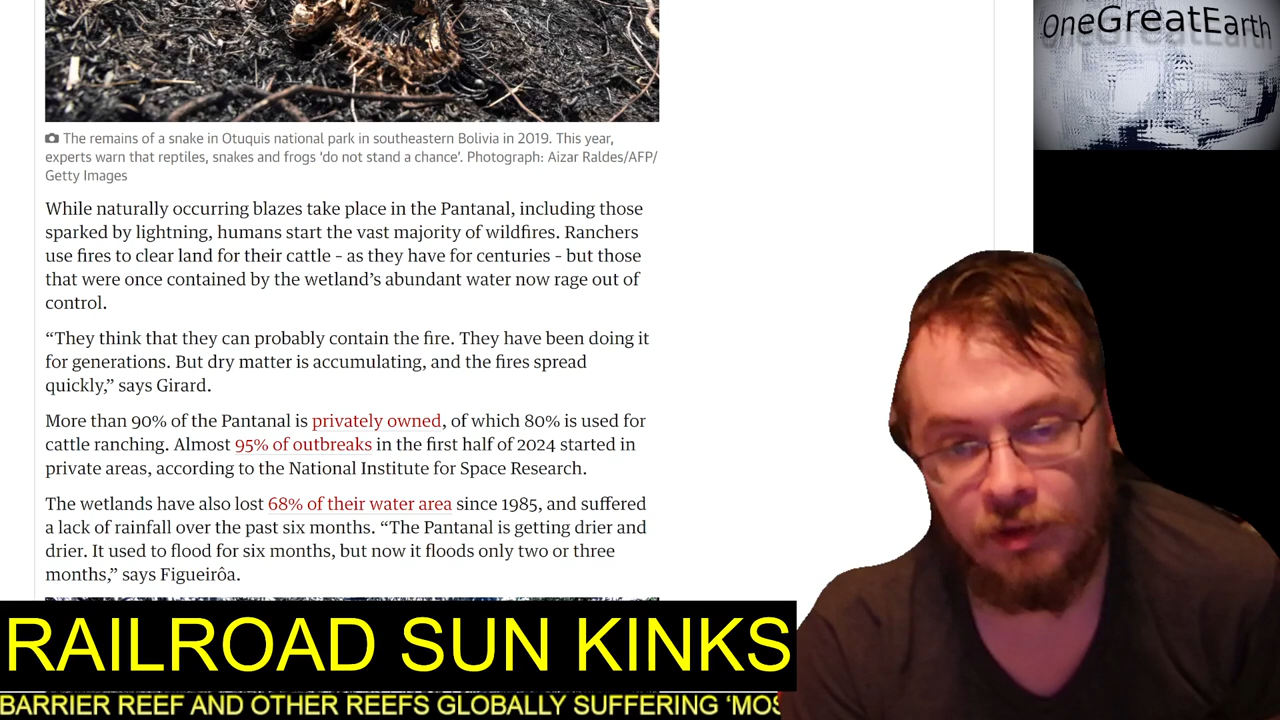 OneGreatEarth
The remains of a snake in Otuquis national park in southeastern Bolivia in 2019. This year,
experts warn that reptiles, snakes and frogs ‘do not stand a chance’. Photograph: Aizar Raldes/AFP/
Getty Images
While naturally occurring blazes take place in the Pantanal, including those
sparked by lightning, humans start the vast majority of wildfires. Ranchers
use fires to clear land for their cattle – as they have for centuries – but those
that were once contained by the wetland’s abundant water now rage out of
control.
“They think that they can probably contain the fire. They have been doing it
for generations. But dry matter is accumulating, and the fires spread
quickly,” says Girard.
More than 90% of the Pantanal is privately owned, of which 80% is used for
cattle ranching. Almost 95% of outbreaks in the first half of 2024 started in
private areas, according to the National Institute for Space Research.
The wetlands have also lost 68% of their water area since 1985, and suffered
a lack of rainfall over the past six months. “The Pantanal is getting drier and
drier. It used to flood for six months, but now it floods only two or three
months,” says Figueirôa.
RAILROAD SUN KINKS
BARRIER REEF AND OTHER REEFS GLOBALLY SUFFERING ‘MOS